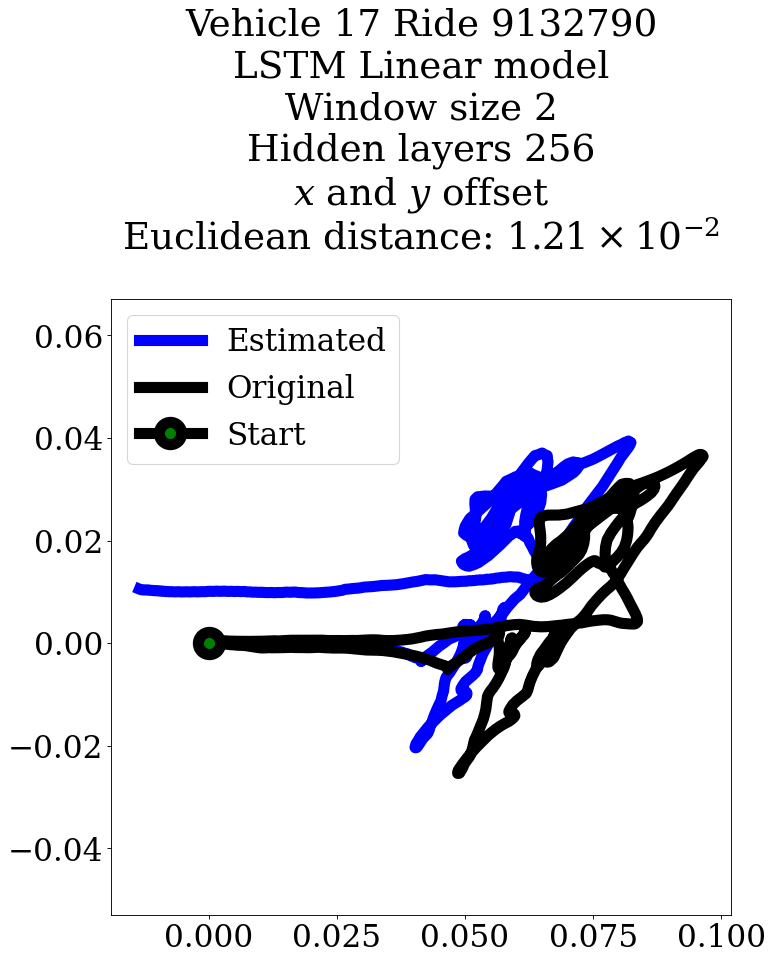 Vehicle 17 Ride 9132790
LSTM Linear model
Window size 2
Hidden layers 256
x and y offset
Euclidean distance: 1.21 × 10⁻²
Estimated
Original
Start
0.06
0.04
0.02
0.00
−0.02
−0.04
0.000 0.025 0.050 0.075 0.100